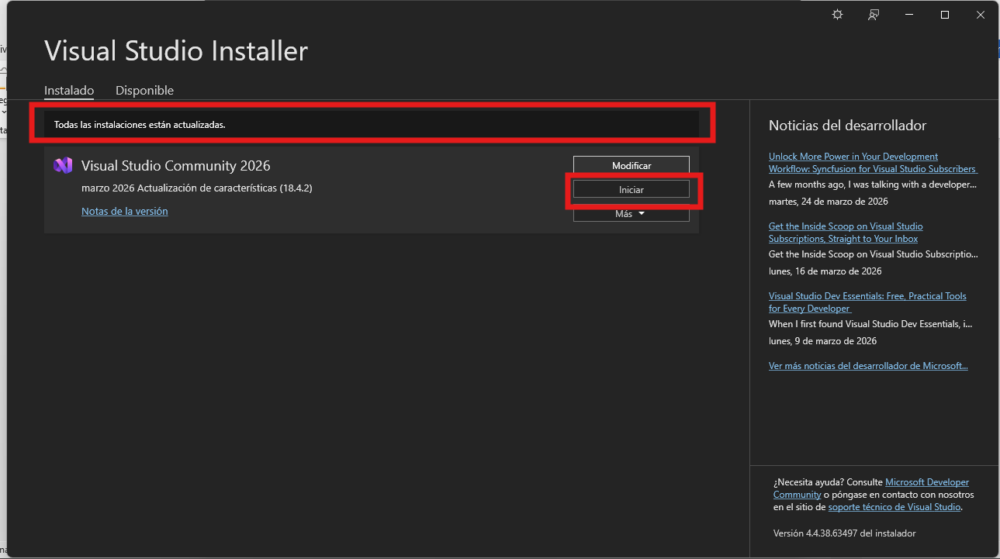 Visual Studio Installer
Instalado
Disponible
Todas las instalaciones están actualizadas.
Visual Studio Community 2026
marzo 2026 Actualización de características (18.4.2)
Notas de la versión
Modificar
Iniciar
Más
Noticias del desarrollador
Unlock More Power in Your Development
Workflow: Syncfusion for Visual Studio Subscribers
A few months ago, I was talking with a developer...
martes, 24 de marzo de 2026
Get the Inside Scoop on Visual Studio
Subscriptions, Straight to Your Inbox
Get the Inside Scoop on Visual Studio Subscriptio...
lunes, 16 de marzo de 2026
Visual Studio Dev Essentials: Free, Practical Tools
for Every Developer
When I first found Visual Studio Dev Essentials, i...
lunes, 9 de marzo de 2026
Ver más noticias del desarrollador de Microsoft...
¿Necesita ayuda? Consulte Microsoft Developer
Community o póngase en contacto con nosotros
en el sitio de soporte técnico de Visual Studio.
Versión 4.4.38.63497 del instalador